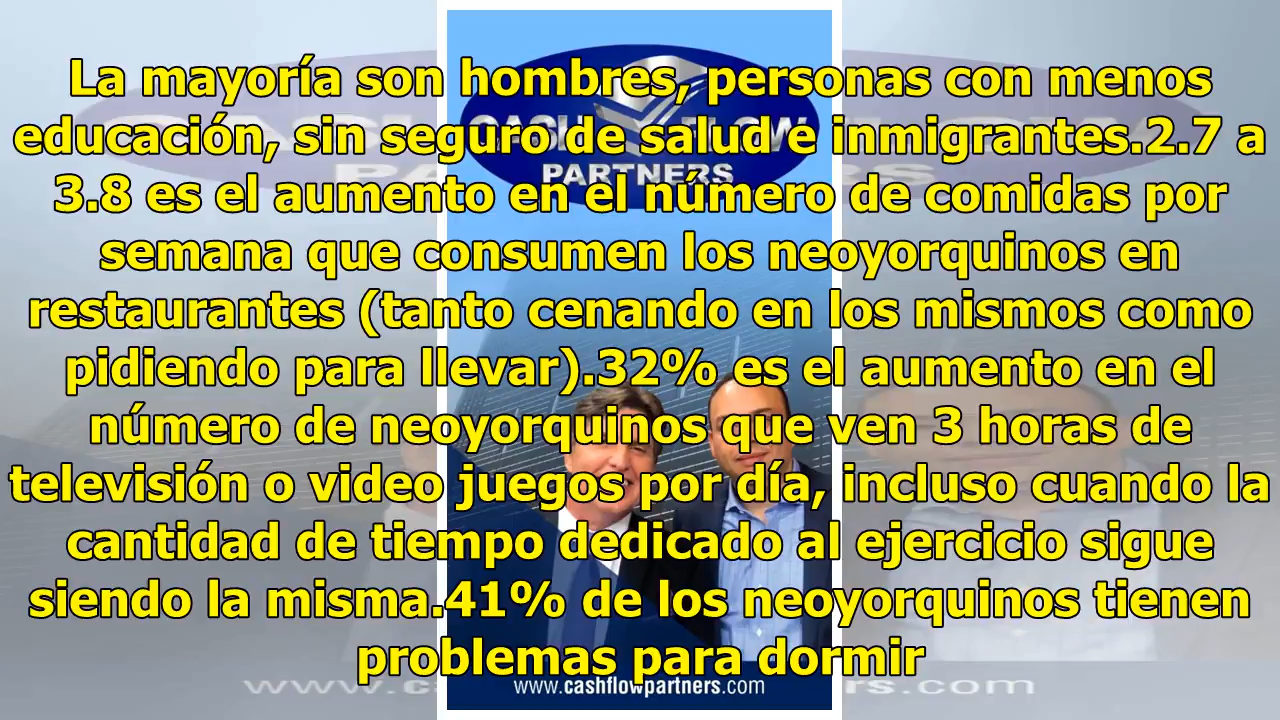 La mayoría son hombres, personas con menos
educación, sin seguro de salud e inmigrantes.2.7 a
3.8 es el aumento en el número de comidas por
semana que consumen los neoyorquinos en
restaurantes (tanto cenando en los mismos como
pidiendo para llevar).32% es el aumento en el
número de neoyorquinos que ven 3 horas de
televisión o video juegos por día, incluso cuando la
cantidad de tiempo dedicado al ejercicio sigue
siendo la misma.41% de los neoyorquinos tienen
problemas para dormir
CASH FLOW
PARTNERS
www.cashflowpartners.com